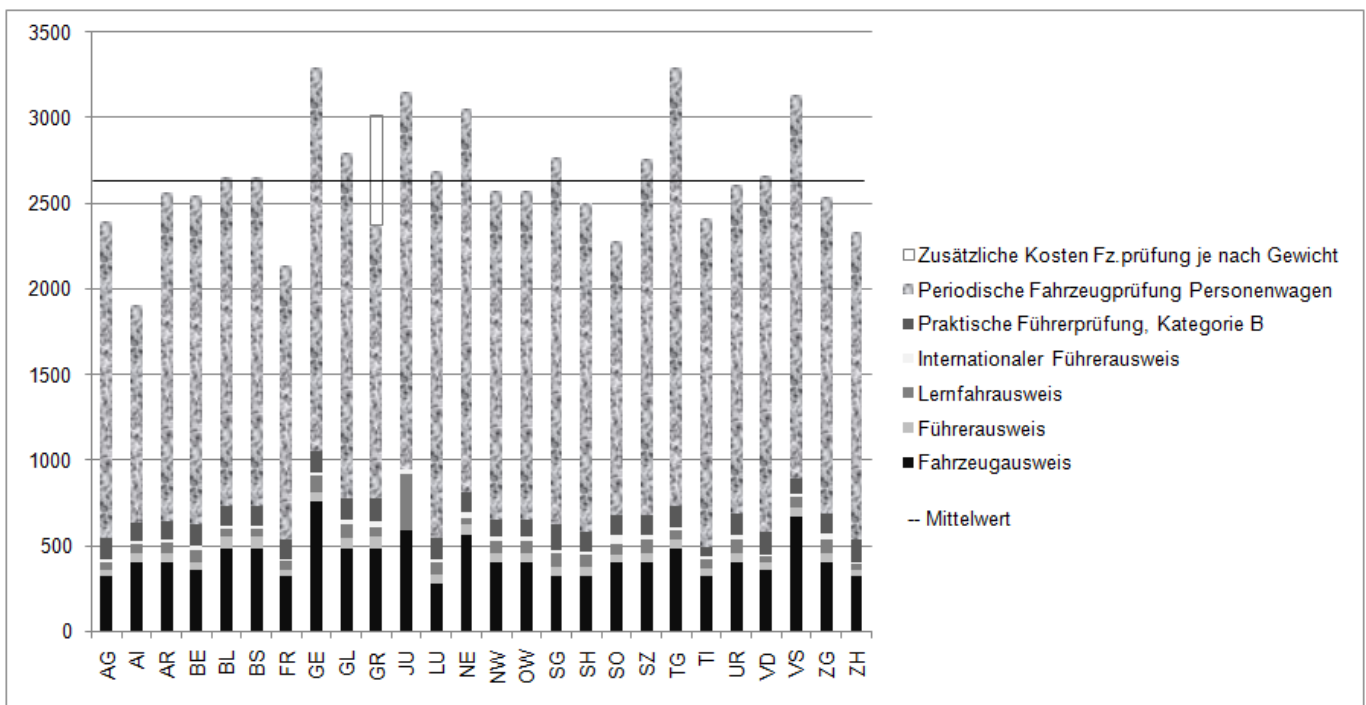 3500
3000
2500
2000
1500
1000
500
0
AG AI AR BE BL BS FR GE GL GR JU LU NE NW OW SG SH SO SZ TG TI UR VD VS ZG ZH
Zusätzliche Kosten Fz.prüfung je nach Gewicht
Periodische Fahrzeugprüfung Personenwagen
Praktische Führerprüfung, Kategorie B
Internationaler Führerausweis
Lernfahrausweis
Führerausweis
Fahrzeugausweis
-- Mittelwert